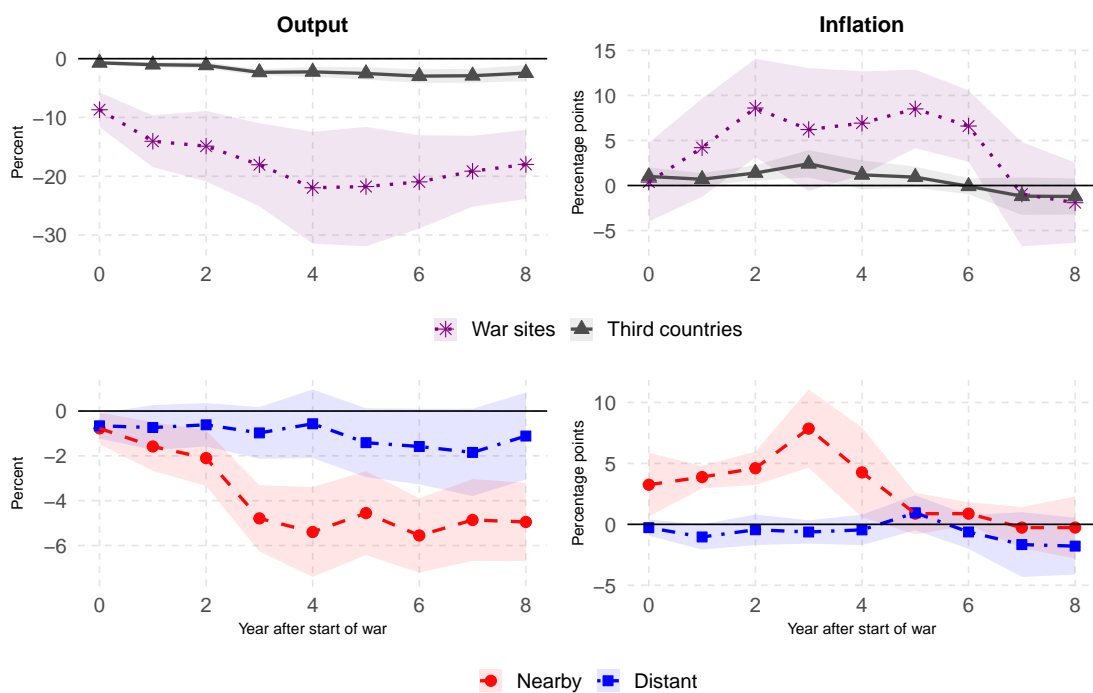 Output
Inflation
0
−10
−20
−30
Percent
0 2 4 6 8
15
10
5
0
−5
Percentage points
0 2 4 6 8
War sites Third countries
0
−2
−4
−6
Percent
0 2 4 6 8
Year after start of war
10
5
0
−5
Percentage points
0 2 4 6 8
Year after start of war
Nearby Distant